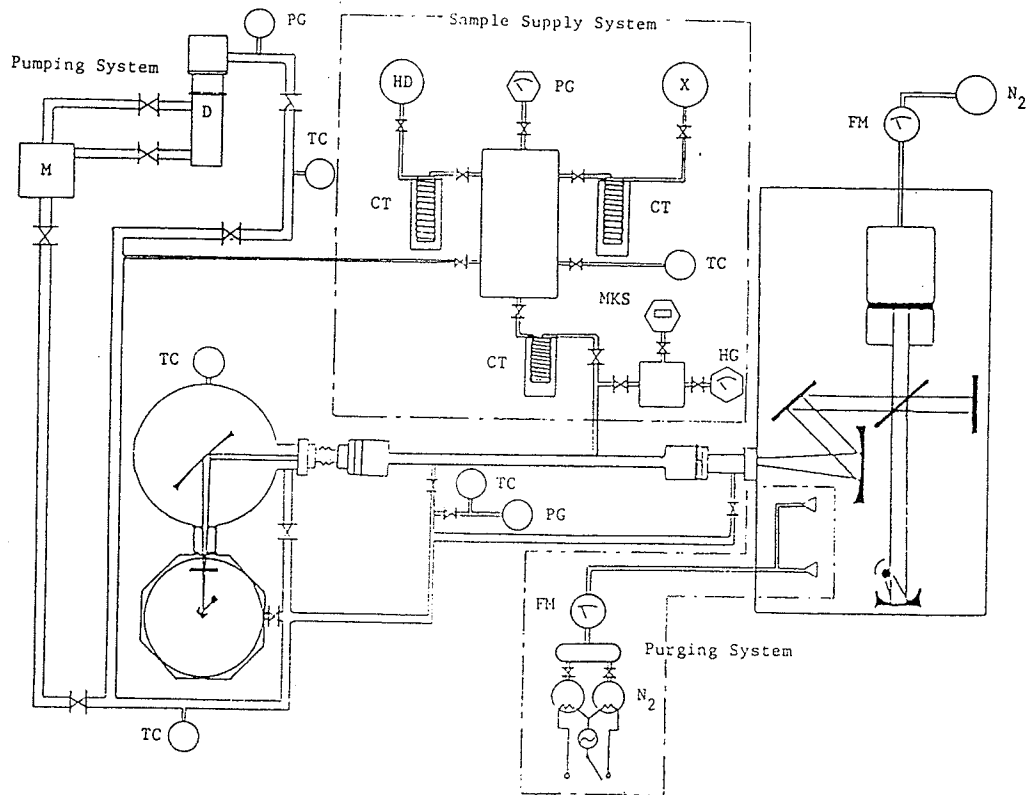 PG
Sample Supply System
Pumping System
HD
PG
X
N2
D
FM
TC
M
CT
CT
TC
MKS
TC
CT
HG
TC
PG
FM
Purging System
N2
TC